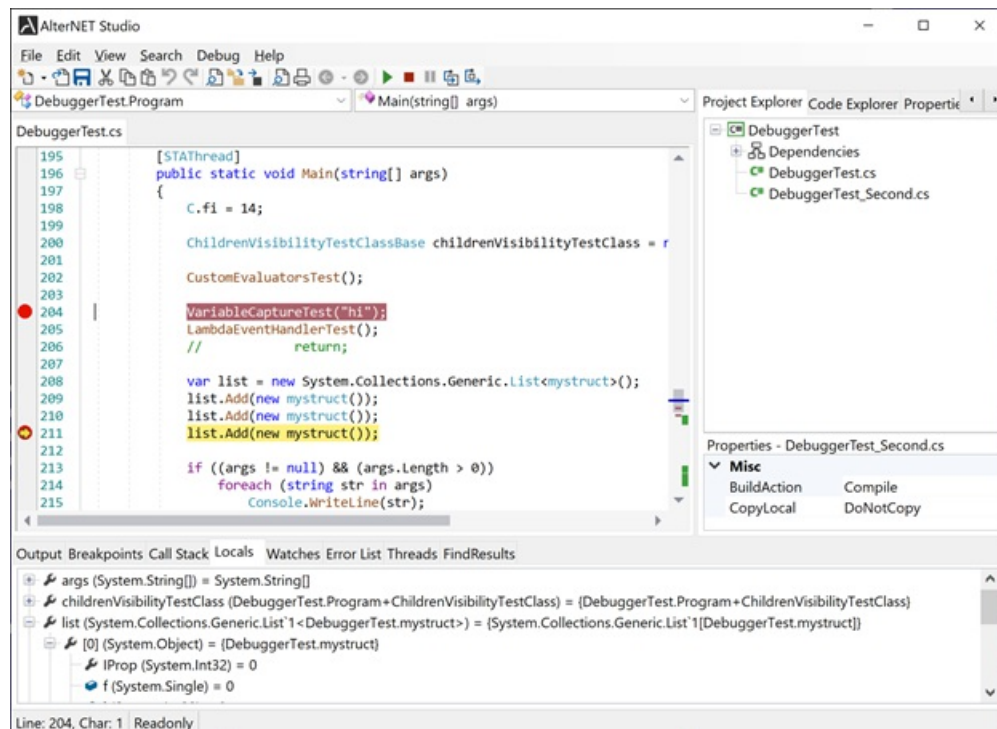 AlterNET Studio
File Edit View Search Debug Help
DebuggerTest.Program
Main(string[] args)
DebuggerTest.cs
195 [STAThread]
196 public static void Main(string[] args)
197 {
198 C.fi = 14;
199
200 ChildrenVisibilityTestClassBase childrenVisibilityTestClass =
201
202 CustomEvaluatorsTest();
203
204 VariableCaptureTest("hi");
205 LambdaEventHandlerTest();
206 // return;
207
208 var list = new System.Collections.Generic.List<mystruct>();
209 list.Add(new mystruct());
210 list.Add(new mystruct());
211 list.Add(new mystruct());
212
213 if ((args != null) && (args.Length > 0))
214 foreach (string str in args)
215 Console.WriteLine(str);
Project Explorer Code Explorer Propertie
DebuggerTest
Dependencies
C# DebuggerTest.cs
C# DebuggerTest_Second.cs
Properties - DebuggerTest_Second.cs
Misc
BuildAction Compile
CopyLocal DoNotCopy
Output Breakpoints Call Stack Locals Watches Error List Threads FindResults
args (System.String[]) = System.String[]
childrenVisibilityTestClass (DebuggerTest.Program+ChildrenVisibilityTestClass) = {DebuggerTest.Program+ChildrenVisibilityTestClass}
list (System.Collections.Generic.List`1<DebuggerTest.mystruct>) = {System.Collections.Generic.List`1[DebuggerTest.mystruct]}
[0] (System.Object) = {DebuggerTest.mystruct}
IProp (System.Int32) = 0
f (System.Single) = 0
Line: 204, Char: 1 Readonly